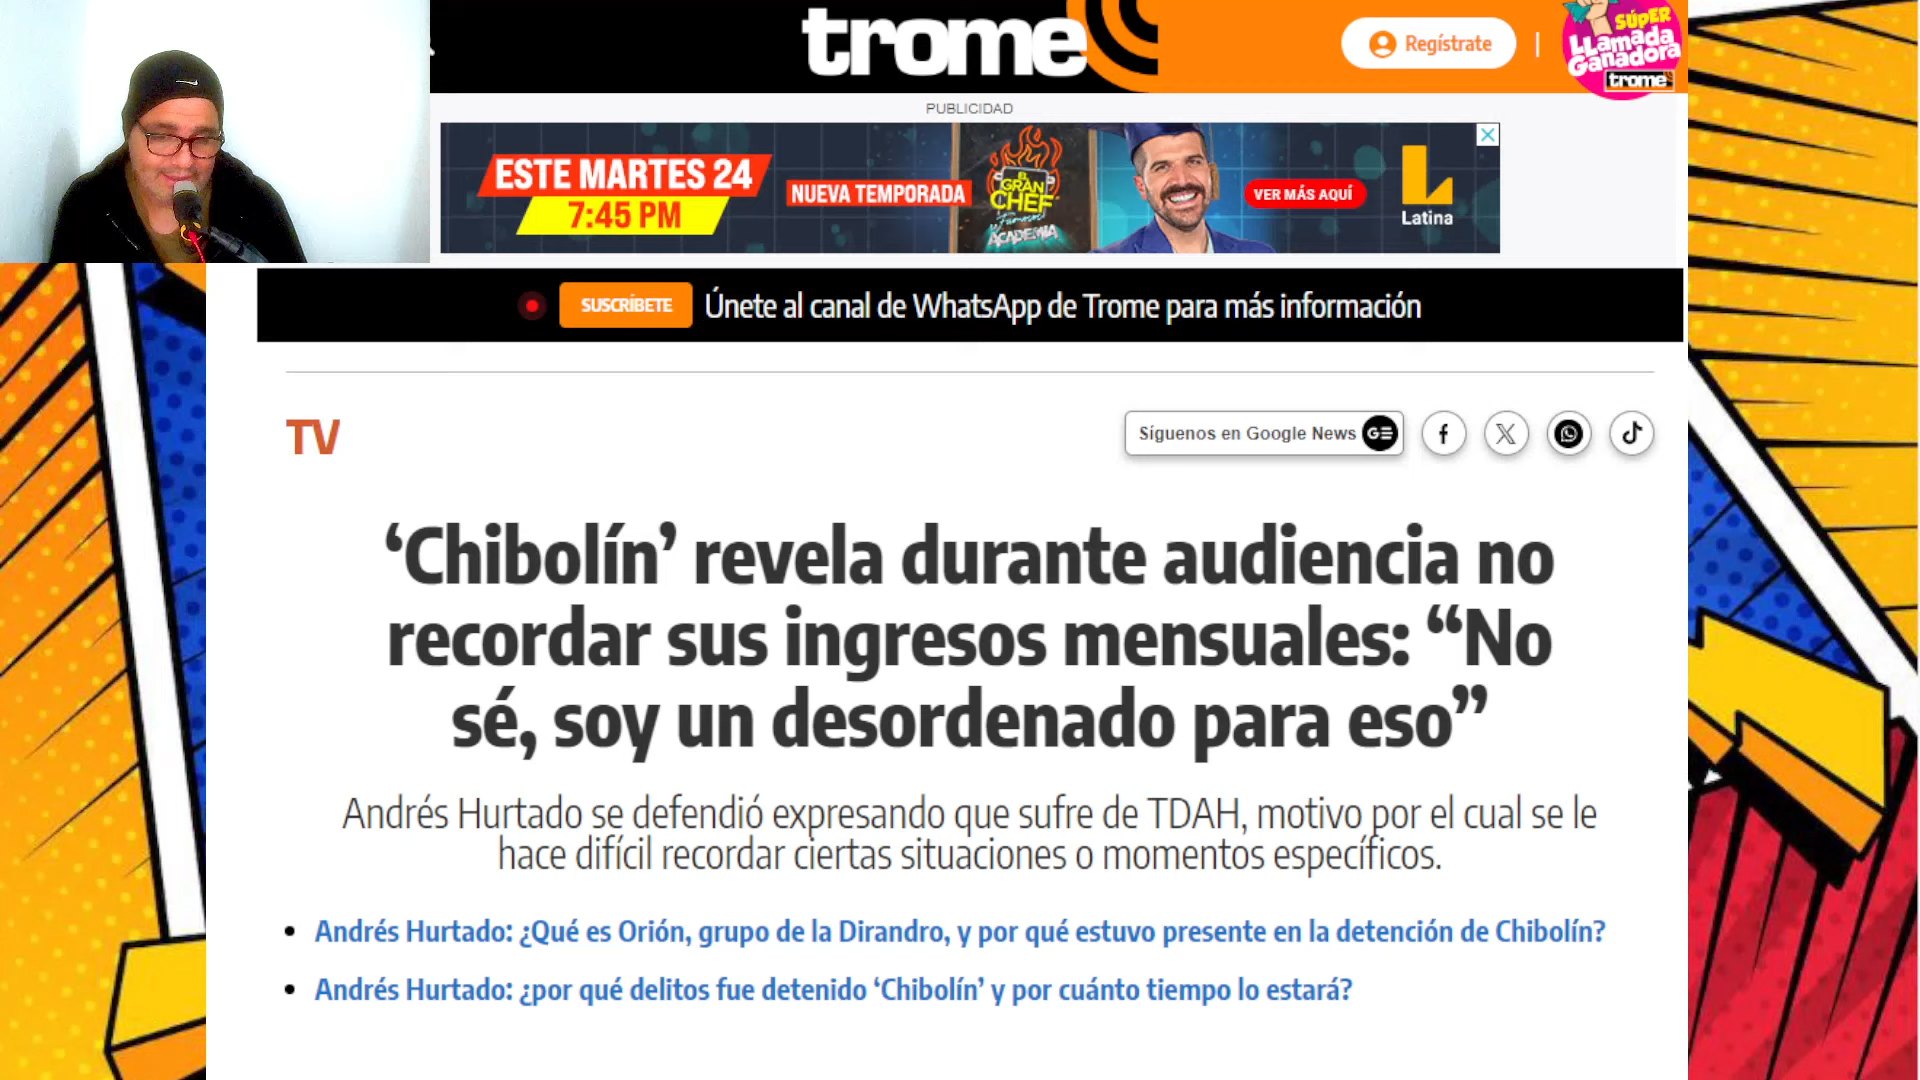 trome
Regístrate
SÚPER
LLamada
Ganadora
trome
PUBLICIDAD
ESTE MARTES 24
7:45 PM
NUEVA TEMPORADA
EL
GRAN
CHEF
Famosos
ACADEMIA
VER MÁS AQUÍ
Latina
SUSCRÍBETE Únete al canal de WhatsApp de Trome para más información
TV
Síguenos en Google News
‘Chibolín’ revela durante audiencia no
recordar sus ingresos mensuales: “No
sé, soy un desordenado para eso”
Andrés Hurtado se defendió expresando que sufre de TDAH, motivo por el cual se le
hace difícil recordar ciertas situaciones o momentos específicos.
• Andrés Hurtado: ¿Qué es Orión, grupo de la Dirandro, y por qué estuvo presente en la detención de Chibolín?
• Andrés Hurtado: ¿por qué delitos fue detenido ‘Chibolín’ y por cuánto tiempo lo estará?